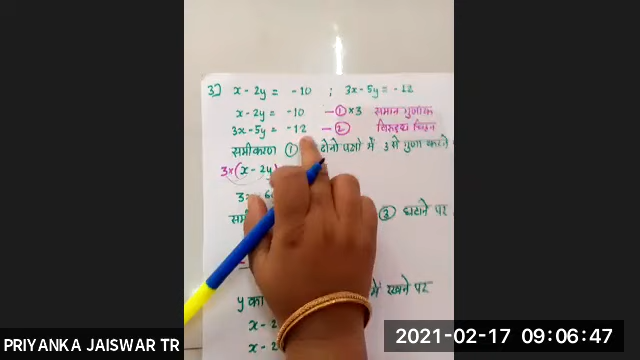 3) x - 2y = -10 ; 3x - 5y = -12
x - 2y = -10 — ① ×3 समान गुणांक
3x - 5y = -12 — ② विरुद्ध चिह्न
समीकरण ① दोनो पक्षो में 3 से गुणा करने
3×(x - 2y)
3x - 6
③ घटाने पर
y का में रखने पर
x - 2
x - 2
PRIYANKA JAISWAR TR
2021-02-17 09:06:47